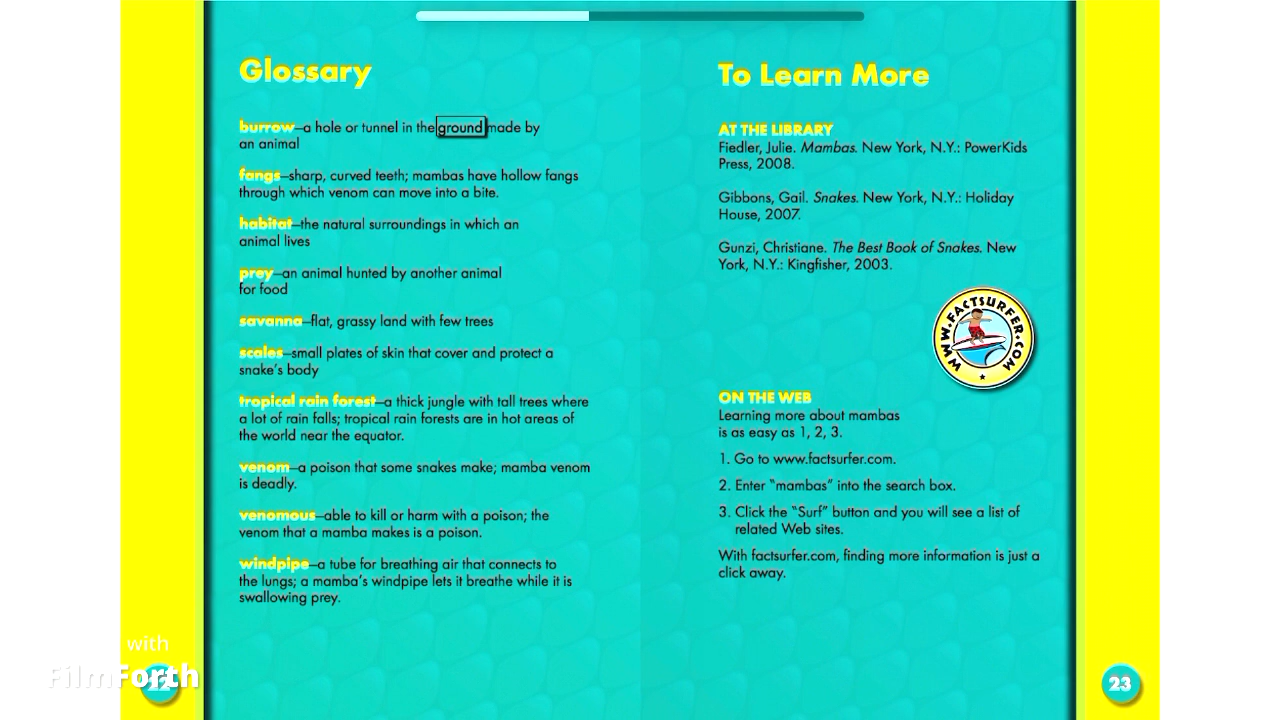 Glossary
burrow–a hole or tunnel in the ground made by
an animal
fangs–sharp, curved teeth; mambas have hollow fangs
through which venom can move into a bite.
habitat–the natural surroundings in which an
animal lives
prey–an animal hunted by another animal
for food
savanna–flat, grassy land with few trees
scales–small plates of skin that cover and protect a
snake's body
tropical rain forest–a thick jungle with tall trees where
a lot of rain falls; tropical rain forests are in hot areas of
the world near the equator.
venom–a poison that some snakes make; mamba venom
is deadly.
venomous–able to kill or harm with a poison; the
venom that a mamba makes is a poison.
windpipe–a tube for breathing air that connects to
the lungs; a mamba's windpipe lets it breathe while it is
swallowing prey.
with
FilmForth
22
To Learn More
AT THE LIBRARY
Fiedler, Julie. Mambas. New York, N.Y.: PowerKids
Press, 2008.
Gibbons, Gail. Snakes. New York, N.Y.: Holiday
House, 2007.
Gunzi, Christiane. The Best Book of Snakes. New
York, N.Y.: Kingfisher, 2003.
WWW.FACTSURFER.COM
ON THE WEB
Learning more about mambas
is as easy as 1, 2, 3.
1. Go to www.factsurfer.com.
2. Enter "mambas" into the search box.
3. Click the "Surf" button and you will see a list of
related Web sites.
With factsurfer.com, finding more information is just a
click away.
23